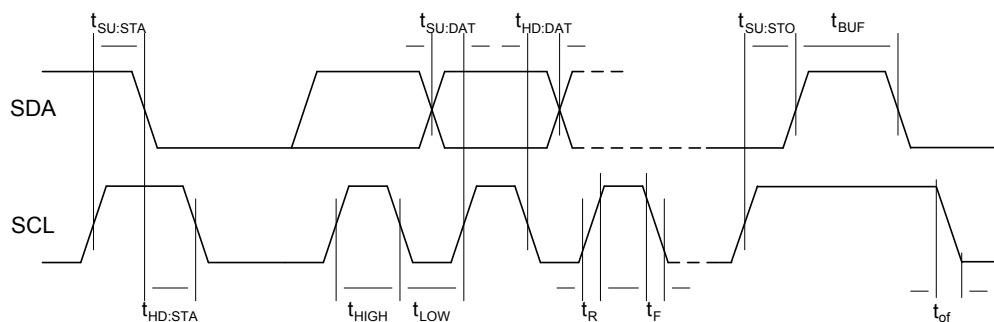 tSU:STA tSU:DAT tHD:DAT tSU:STO tBUF
SDA
SCL
tHD:STA tHIGH tLOW tR tF tof